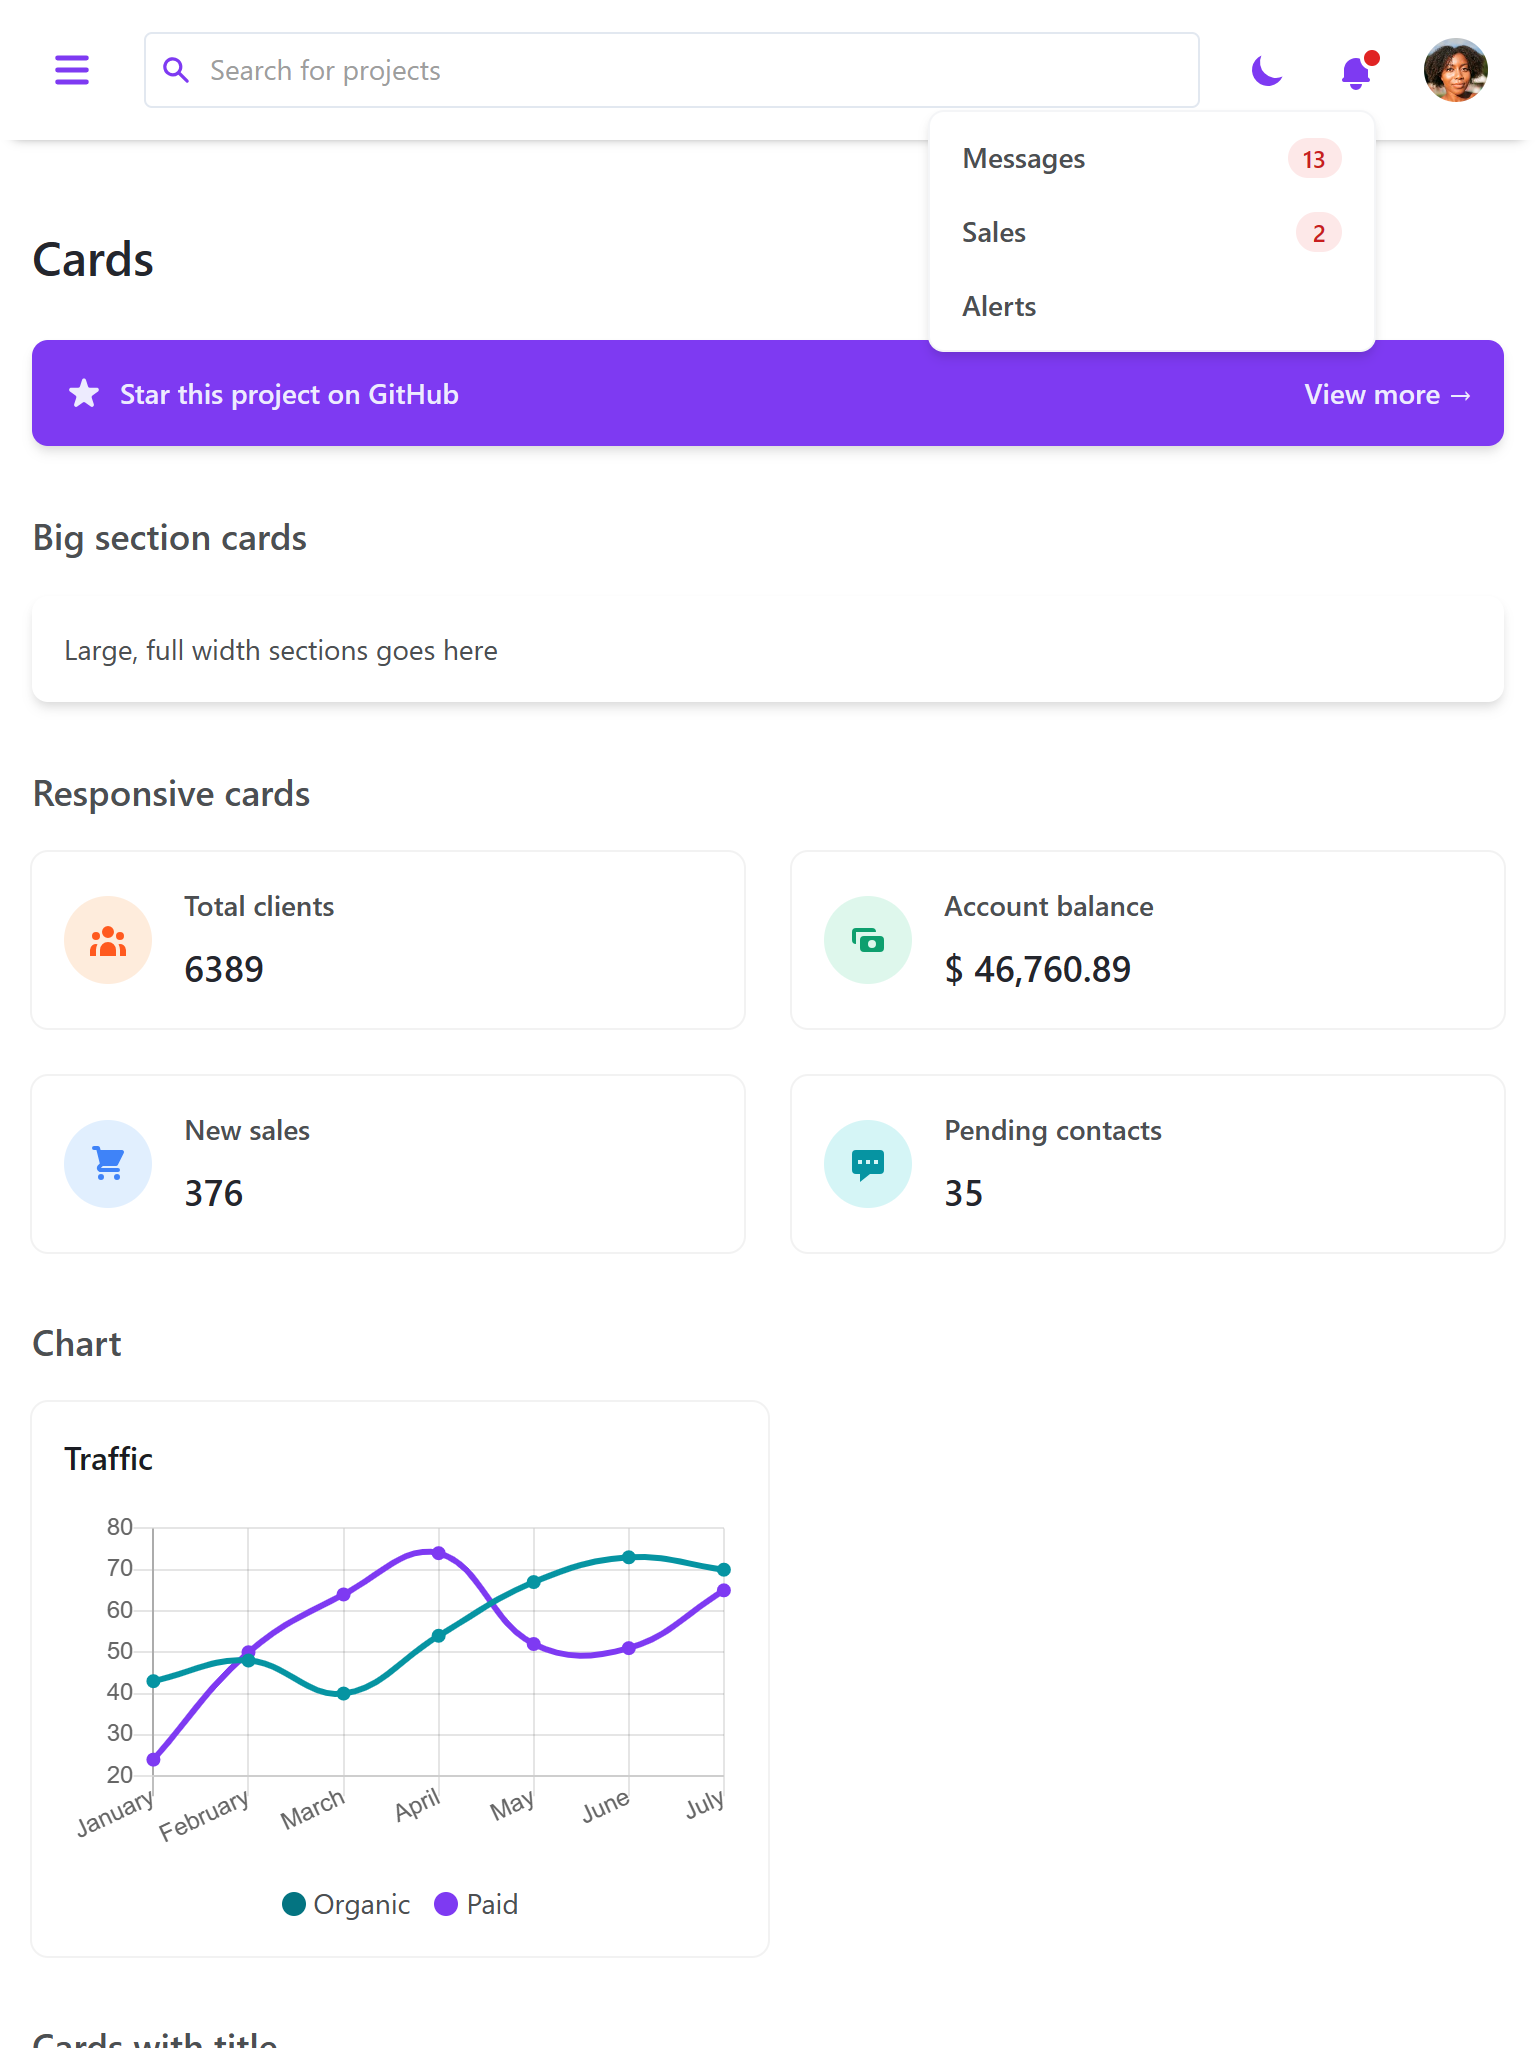 Search for projects
Messages 13
Sales 2
Alerts
Cards
Star this project on GitHub
View more →
Big section cards
Large, full width sections goes here
Responsive cards
Total clients
6389
Account balance
$ 46,760.89
New sales
376
Pending contacts
35
Chart
Traffic
80
70
60
50
40
30
20
January
February
March
April
May
June
July
Organic
Paid
Cards with title